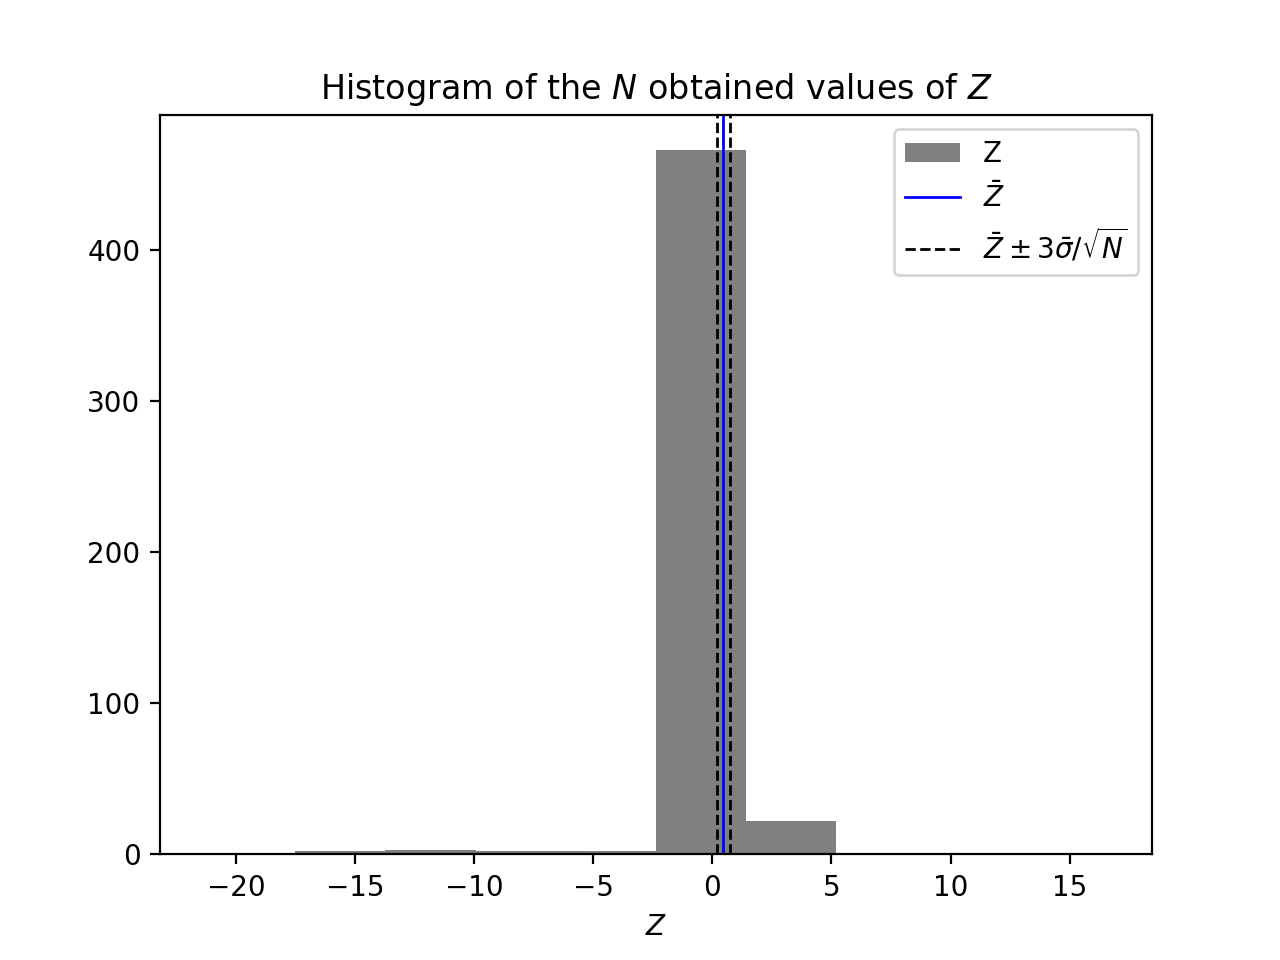 Histogram of the N obtained values of Z
Z
Z̄
Z̄ ± 3σ̄/√N
400
300
200
100
0
−20 −15 −10 −5 0 5 10 15
Z